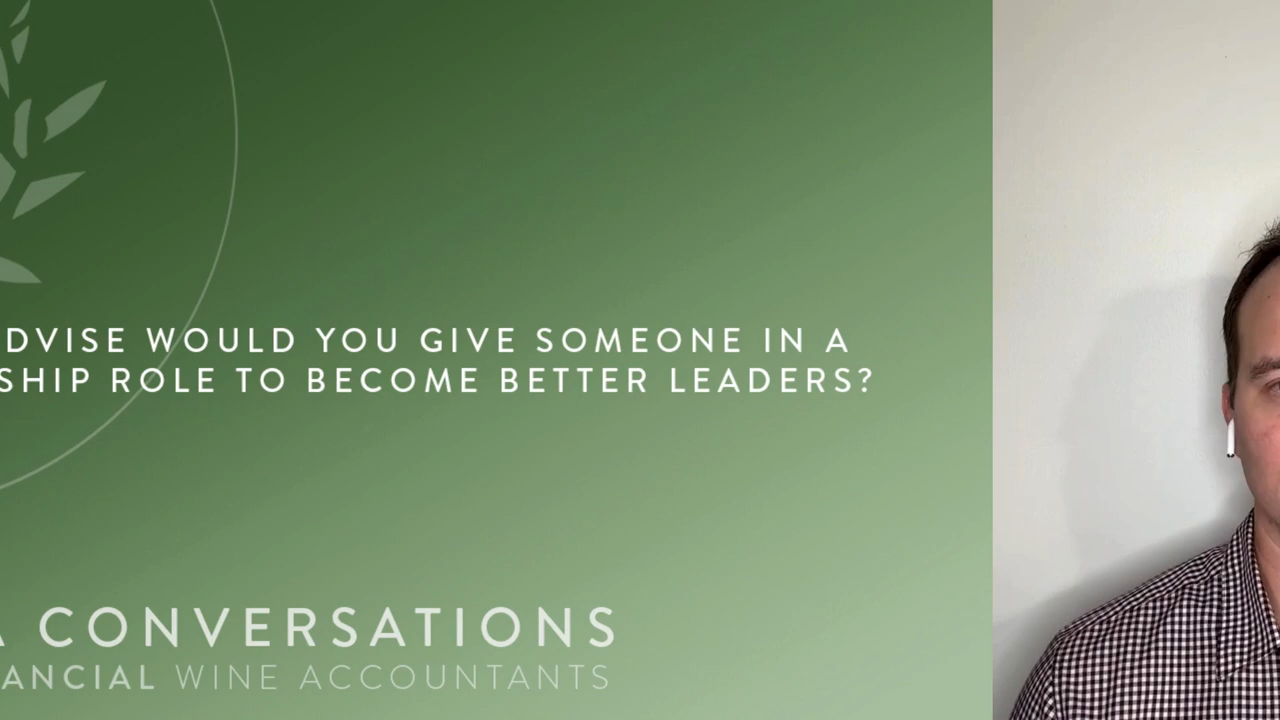 DVISE WOULD YOU GIVE SOMEONE IN A
SHIP ROLE TO BECOME BETTER LEADERS?
A CONVERSATIONS
ANCIAL WINE ACCOUNTANTS